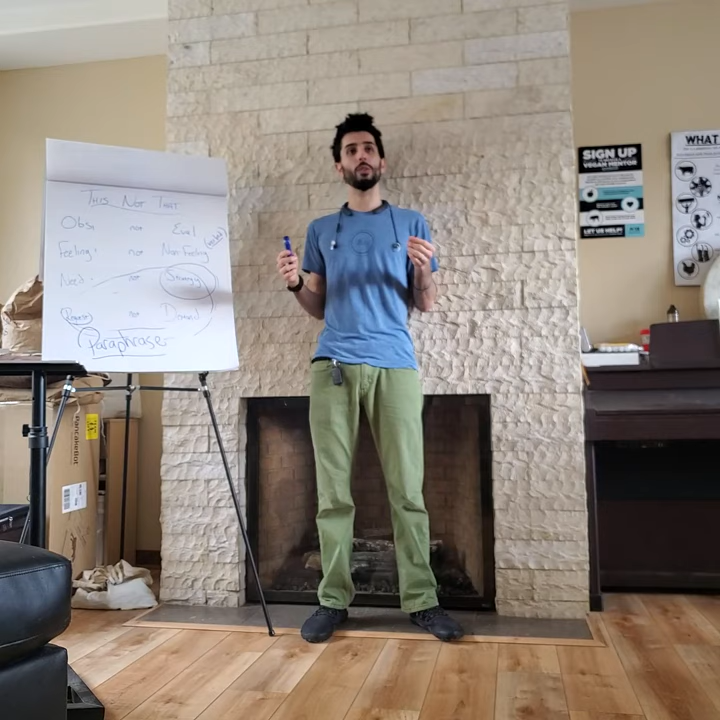 This Not That
Obs. not Eval
Feeling. not Non-Feeling
Need. not Strategy
Request not Demand
Paraphrase
PancakeBot
SIGN UP
VEGAN MENTOR
LET US HELP!
WHAT